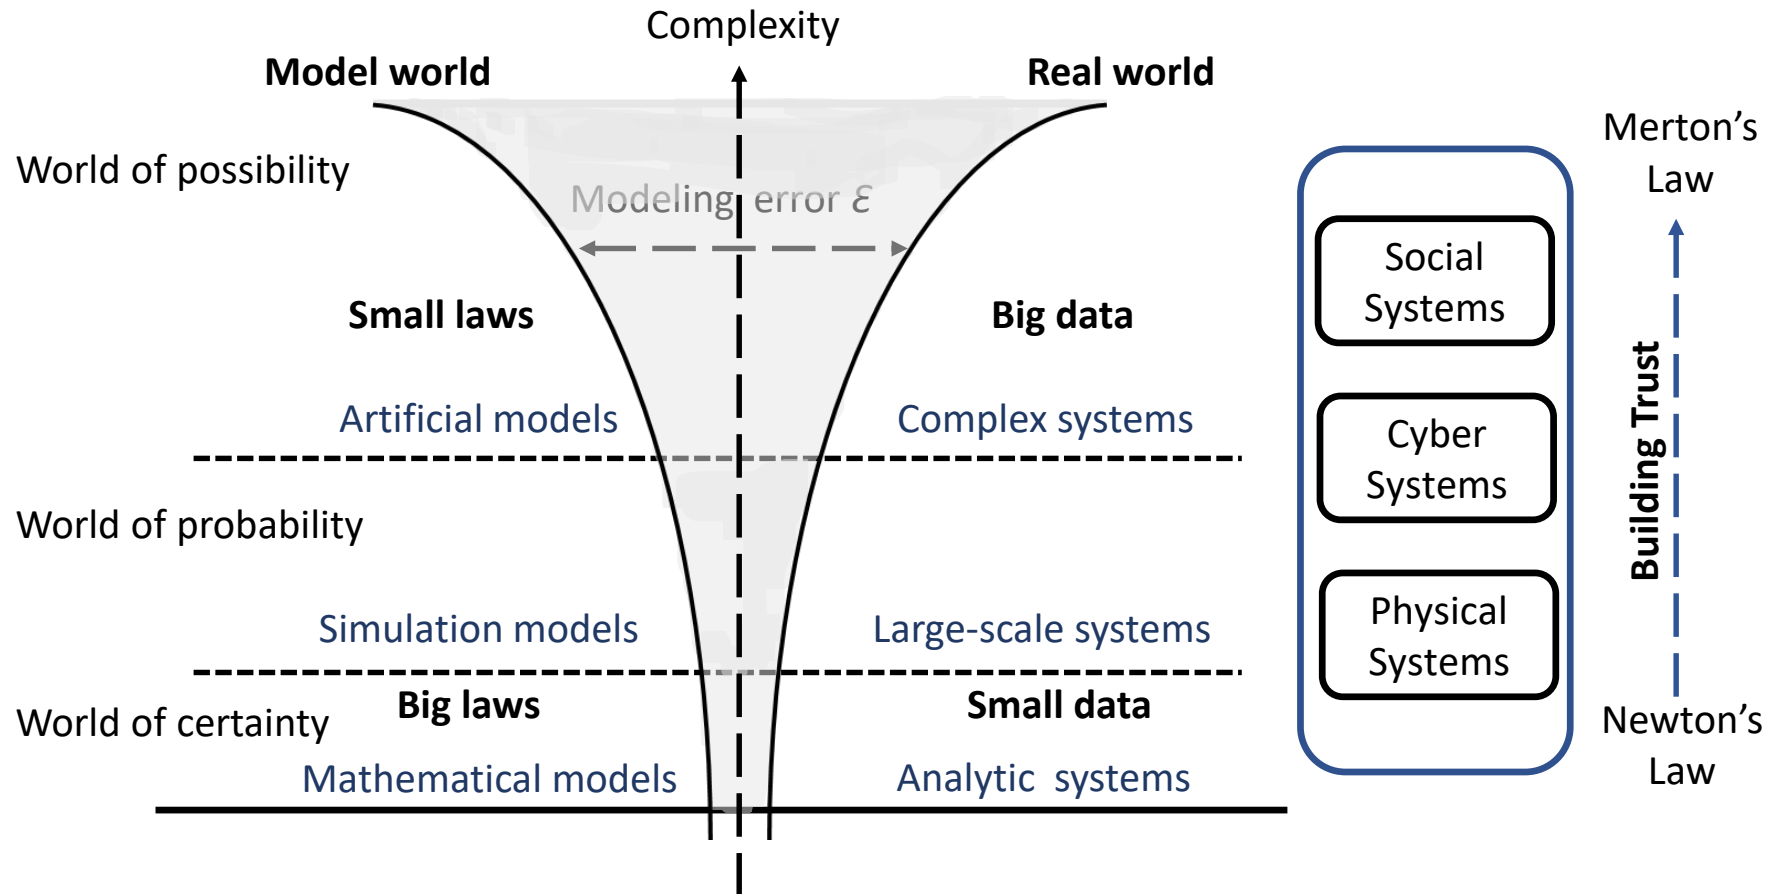 Complexity
Model world
Real world
World of possibility
Modeling error ε
Small laws
Big data
Artificial models
Complex systems
World of probability
Simulation models
Large-scale systems
Big laws
Small data
World of certainty
Mathematical models
Analytic systems
Social
Systems
Cyber
Systems
Physical
Systems
Merton’s
Law
Building Trust
Newton’s
Law